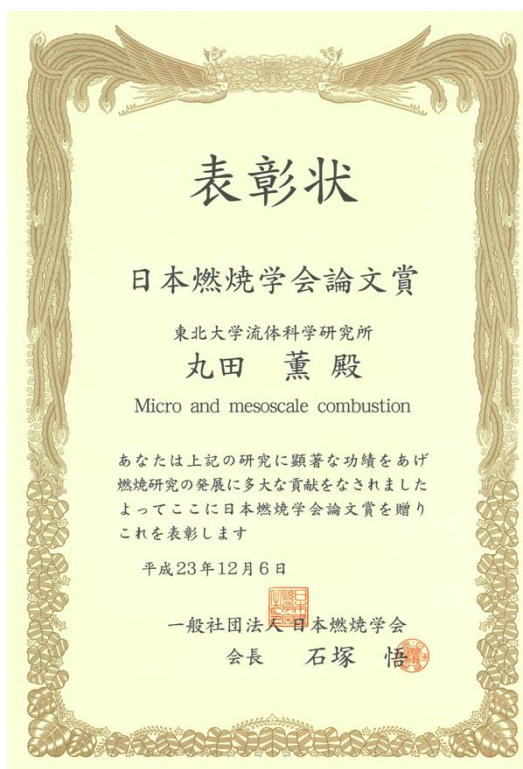 表彰状
日本燃焼学会論文賞
東北大学流体科学研究所
丸田 薫 殿
Micro and mesoscale combustion
あなたは上記の研究に顕著な功績をあげ
燃焼研究の発展に多大な貢献をなされました
よってここに日本燃焼学会論文賞を贈り
これを表彰します
平成23年12月6日
一般社団法人日本燃焼学会
会長 石塚 悟